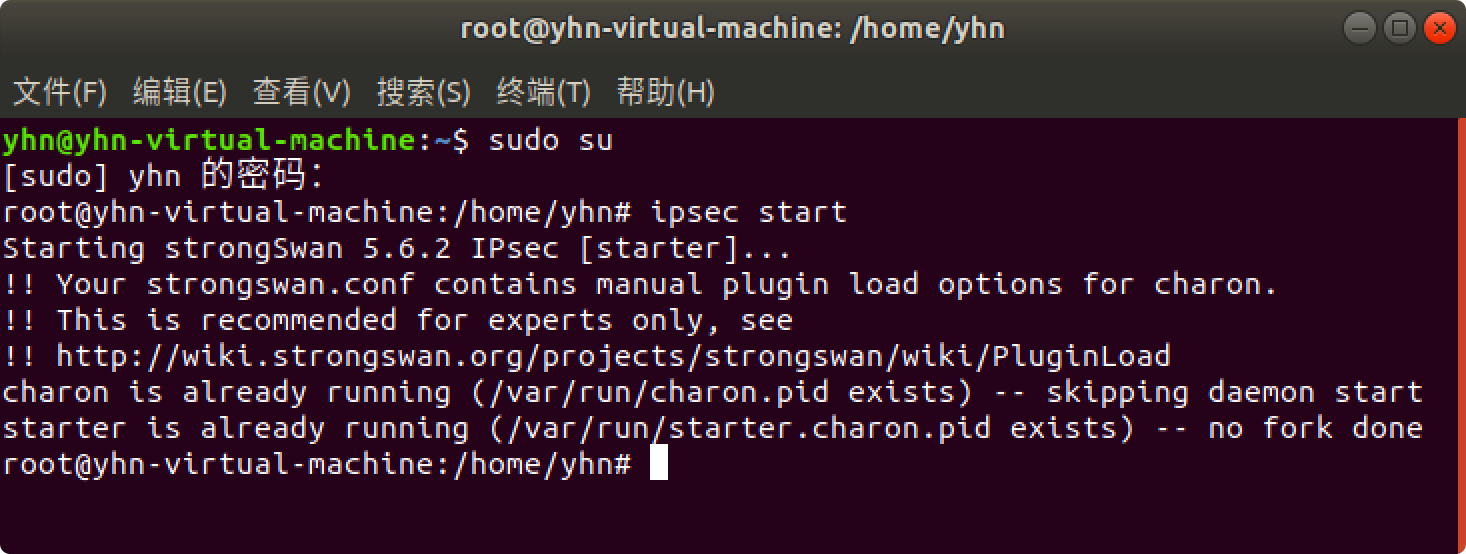 root@yhn-virtual-machine: /home/yhn
文件(F) 编辑(E) 查看(V) 搜索(S) 终端(T) 帮助(H)
yhn@yhn-virtual-machine:~$ sudo su
[sudo] yhn 的密码：
root@yhn-virtual-machine:/home/yhn# ipsec start
Starting strongSwan 5.6.2 IPsec [starter]...
!! Your strongswan.conf contains manual plugin load options for charon.
!! This is recommended for experts only, see
!! http://wiki.strongswan.org/projects/strongswan/wiki/PluginLoad
charon is already running (/var/run/charon.pid exists) -- skipping daemon start
starter is already running (/var/run/starter.charon.pid exists) -- no fork done
root@yhn-virtual-machine:/home/yhn#